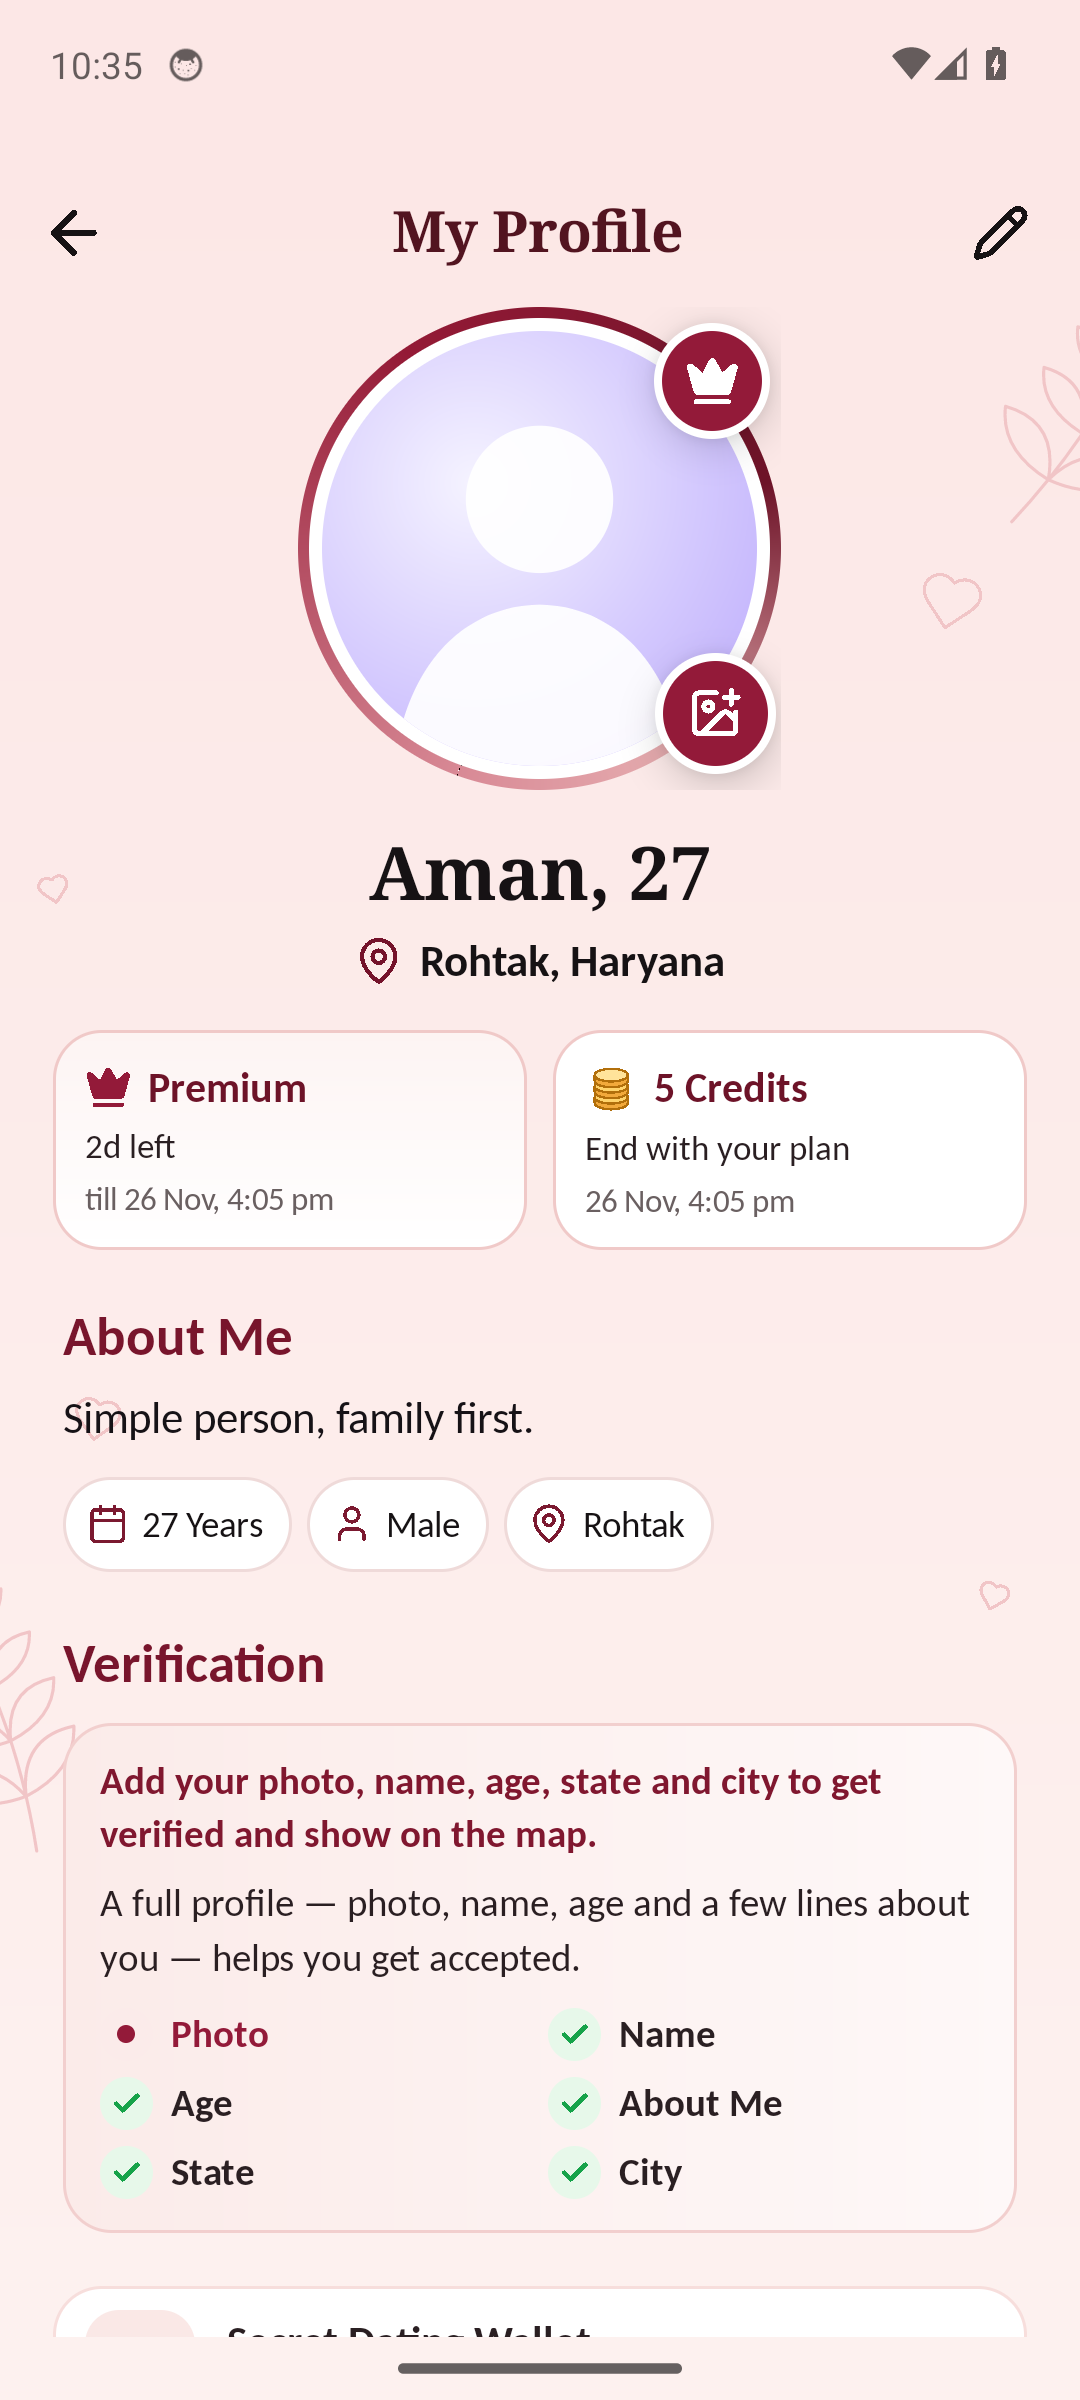 10:35
My Profile
Aman, 27
Rohtak, Haryana
Premium
2d left
till 26 Nov, 4:05 pm
5 Credits
End with your plan
26 Nov, 4:05 pm
About Me
Simple person, family first.
27 Years
Male
Rohtak
Verification
Add your photo, name, age, state and city to get
verified and show on the map.
A full profile — photo, name, age and a few lines about
you — helps you get accepted.
Photo
Name
Age
About Me
State
City
Secret Dating Wallet